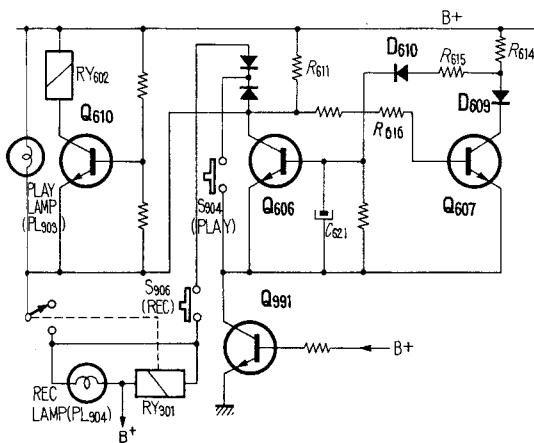 B+
D610
R615
R614
RY602
R611
D609
Q610
R616
PLAY
LAMP
(PL903)
S904
(PLAY)
Q606
C621
Q607
S906
(REC)
Q991
B+
REC
LAMP(PL904)
RY301
B+